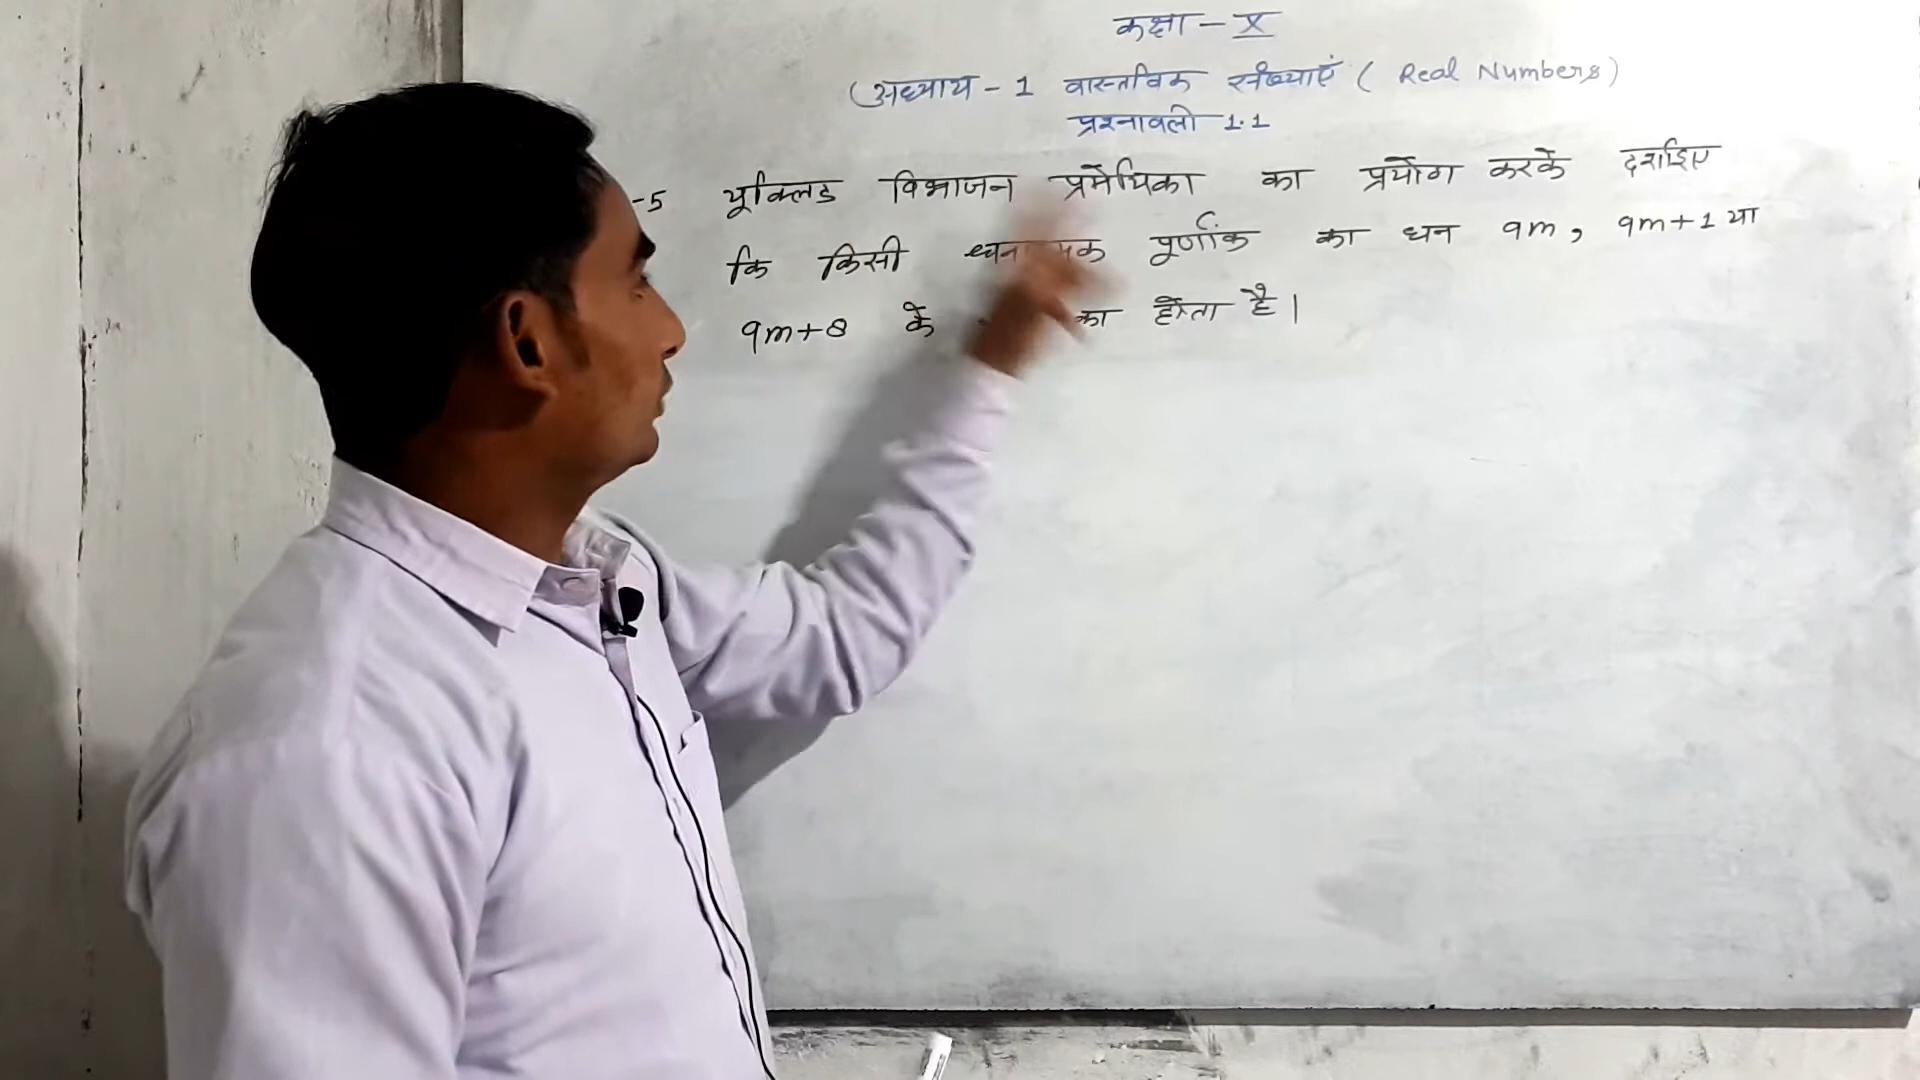 कक्षा - X
(अध्याय - 1 वास्तविक संख्याएं ( Real Numbers)
प्रश्नावली 1.1
-5 यूक्लिड विभाजन प्रमेयिका का प्रयोग करके दर्शाइए
कि किसी पूर्णांक का धन 9m, 9m+1 या
9m+8 के का होता है।